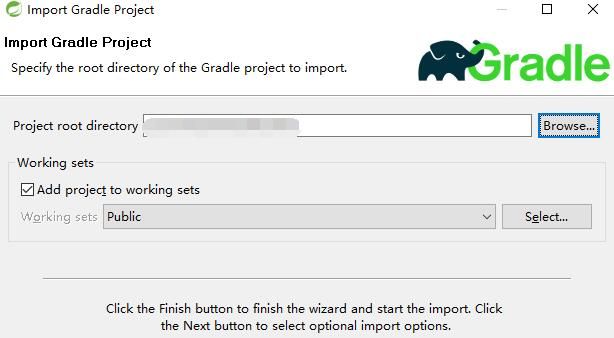 Import Gradle Project
Import Gradle Project
Specify the root directory of the Gradle project to import.
Gradle
Project root directory
Browse...
Working sets
Add project to working sets
Working sets
Public
Select...
Click the Finish button to finish the wizard and start the import. Click
the Next button to select optional import options.